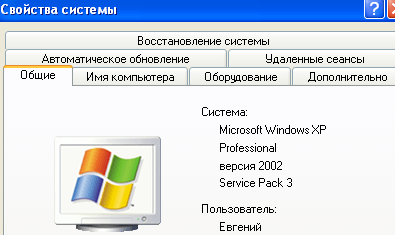 Свойства системы
Восстановление системы
Автоматическое обновление Удаленные сеансы
Общие Имя компьютера Оборудование Дополнительно
Система:
Microsoft Windows XP
Professional
версия 2002
Service Pack 3
Пользователь:
Евгений